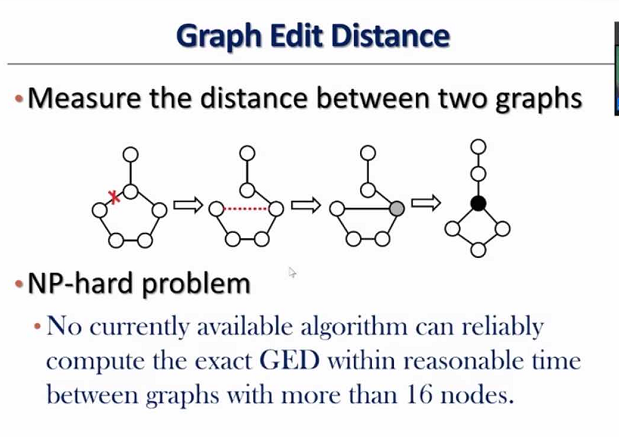 Graph Edit Distance
• Measure the distance between two graphs
• NP-hard problem
• No currently available algorithm can reliably
compute the exact GED within reasonable time
between graphs with more than 16 nodes.